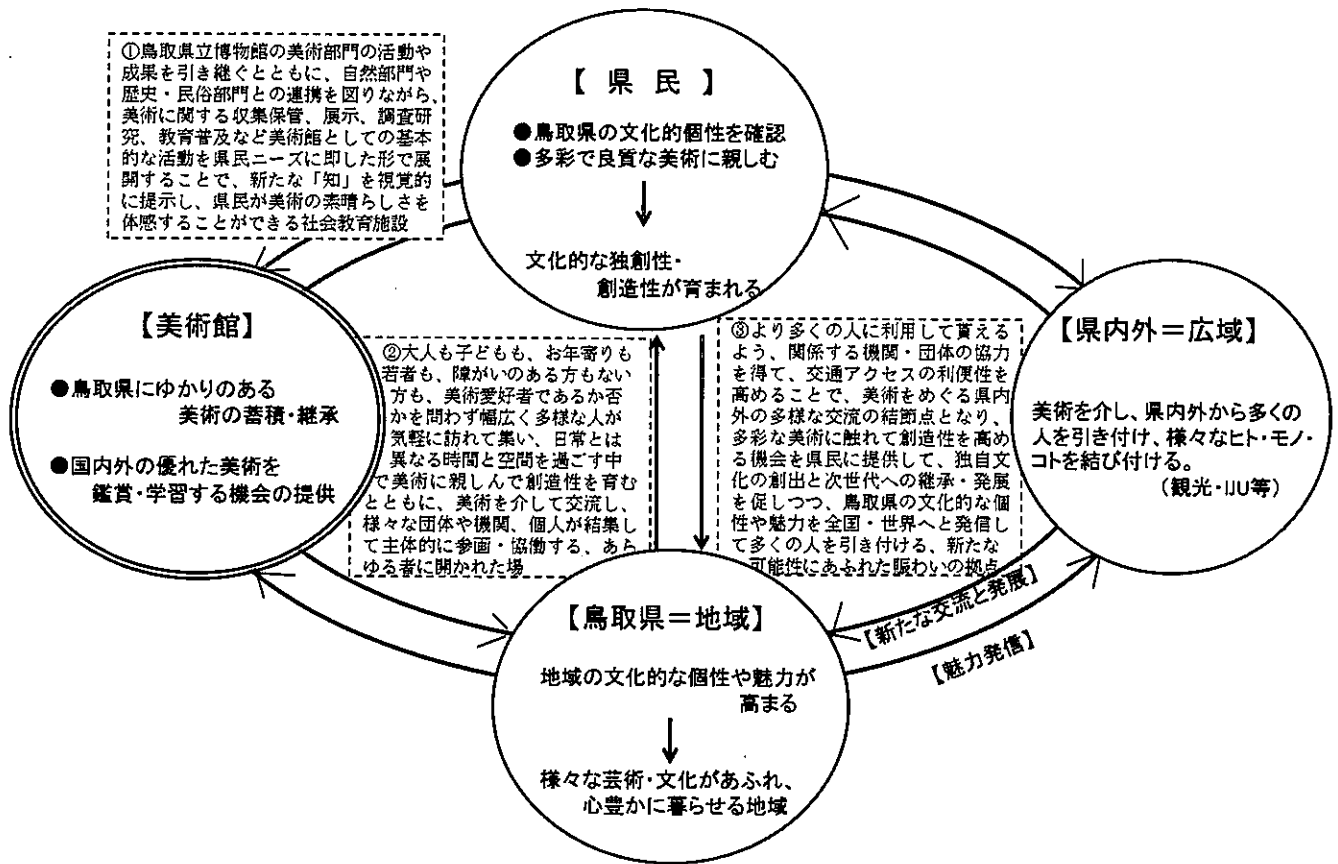 ①鳥取県立博物館の美術部門の活動や
成果を引き継ぐとともに、自然部門や
歴史・民俗部門との連携を図りながら、
美術に関する収集保管、展示、調査研
究、教育普及など美術館としての基本
的な活動を県民ニーズに即した形で展
開することで、新たな「知」を視覚的
に提示し、県民が美術の素晴らしさを
体感することができる社会教育施設
【 県 民 】
●鳥取県の文化的個性を確認
●多彩で良質な美術に親しむ
文化的な独創性・
創造性が育まれる
【美術館】
●鳥取県にゆかりのある
美術の蓄積・継承
●国内外の優れた美術を
鑑賞・学習する機会の提供
②大人も子どもも、お年寄りも
若者も、障がいのある方もない
方も、美術愛好者であるか否
かを問わず幅広く多様な人が
気軽に訪れて集い、日常とは
異なる時間と空間を過ごす中
で美術に親しんで創造性を育む
とともに、美術を介して交流し、
様々な団体や機関、個人が結集し
て主体的に参画・協働する、あら
ゆる者に開かれた場
③より多くの人に利用して貰える
よう、関係する機関・団体の協力
を得て、交通アクセスの利便性を
高めることで、美術をめぐる県内
外の多様な交流の結節点となり、
多彩な美術に触れて創造性を高め
る機会を県民に提供して、独自文
化の創出と次世代への継承・発展
を促しつつ、鳥取県の文化的な個
性や魅力を全国・世界へと発信し
て多くの人を引き付ける、新たな
可能性にあふれた賑わいの拠点
【県内外＝広域】
美術を介し、県内外から多くの
人を引き付け、様々なヒト・モノ・
コトを結び付ける。
（観光・IJU等）
【鳥取県＝地域】
地域の文化的な個性や魅力が
高まる
様々な芸術・文化があふれ、
心豊かに暮らせる地域
【新たな交流と発展】
【魅力発信】